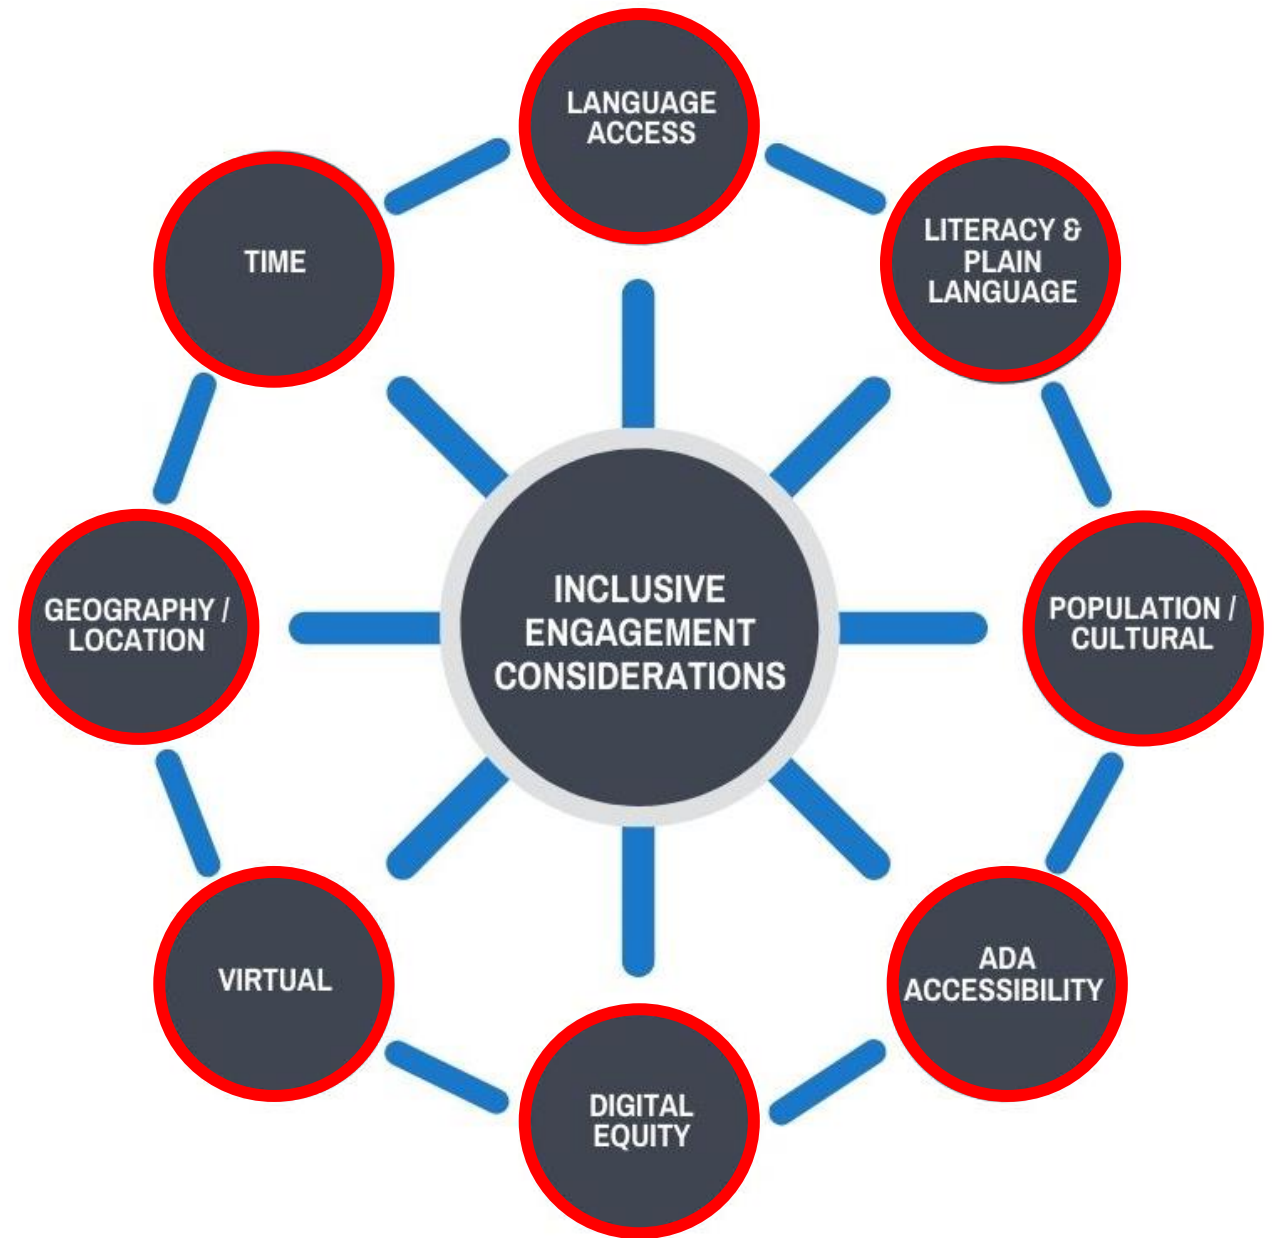 LANGUAGE
ACCESS
LITERACY &
PLAIN
LANGUAGE
POPULATION /
CULTURAL
ADA
ACCESSIBILITY
DIGITAL
EQUITY
VIRTUAL
GEOGRAPHY /
LOCATION
TIME
INCLUSIVE
ENGAGEMENT
CONSIDERATIONS